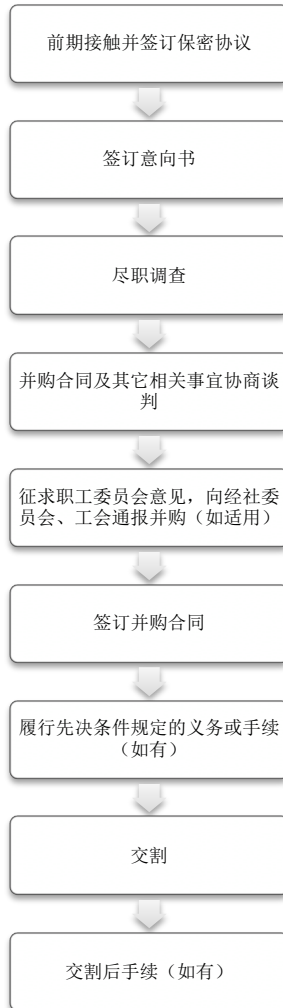 前期接触并签订保密协议
签订意向书
尽职调查
并购合同及其它相关事宜协商谈
判
征求职工委员会意见，向经社委
员会、工会通报并购（如适用）
签订并购合同
履行先决条件规定的义务或手续
（如有）
交割
交割后手续（如有）